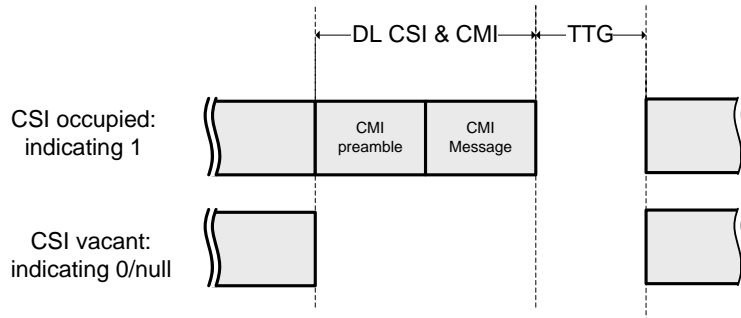 DL CSI & CMI
TTG
CSI occupied:
indicating 1
CMI
preamble
CMI
Message
CSI vacant:
indicating 0/null